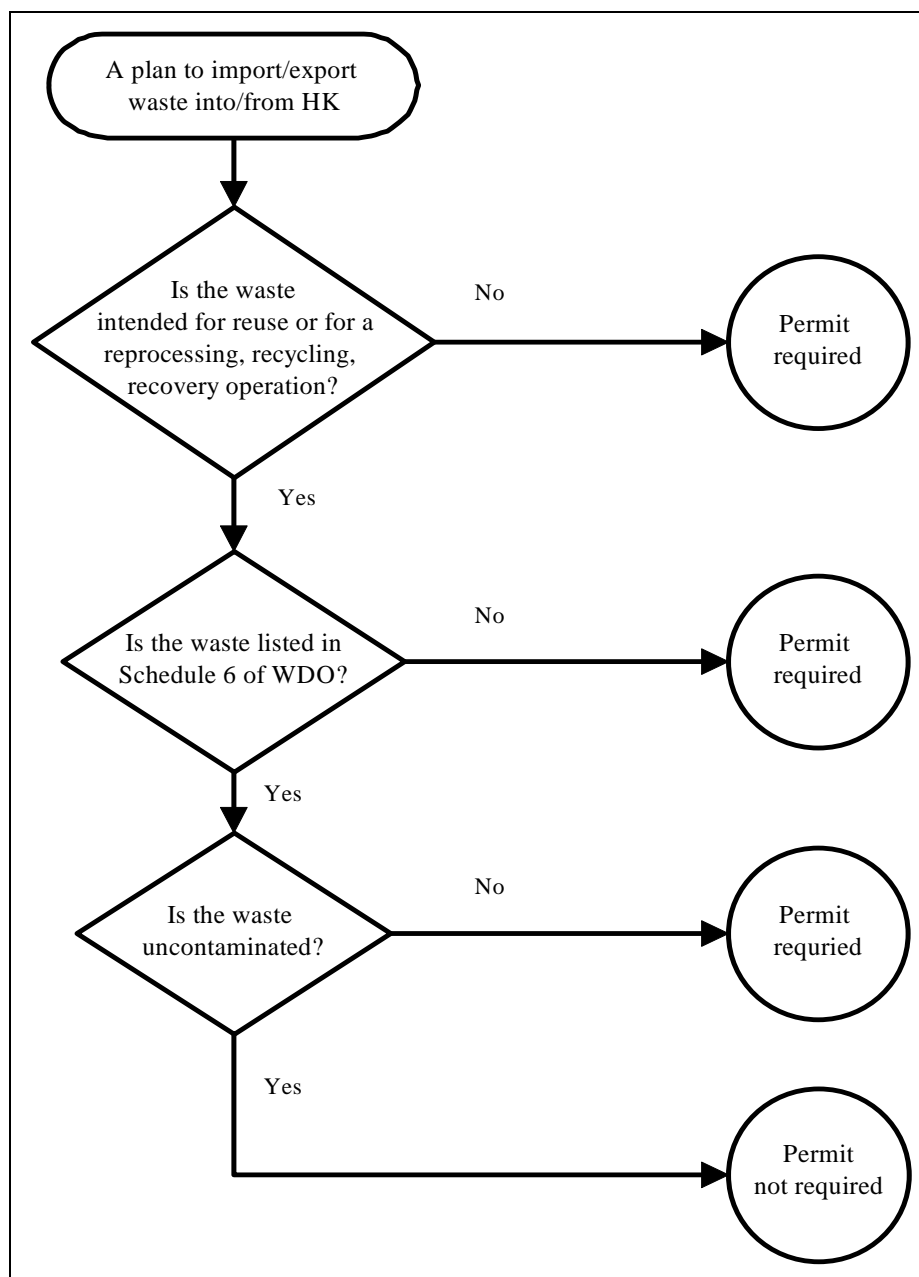 A plan to import/export
waste into/from HK
Is the waste
intended for reuse or for a
reprocessing, recycling,
recovery operation?
No
Permit
required
Yes
Is the waste listed in
Schedule 6 of WDO?
No
Permit
required
Yes
Is the waste
uncontaminated?
No
Permit
requried
Yes
Permit
not required